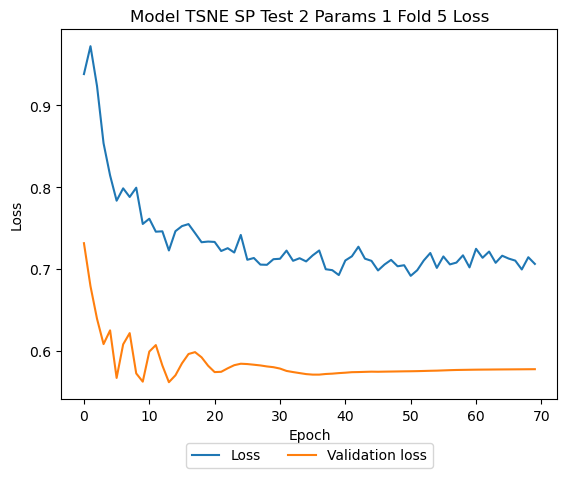 Model TSNE SP Test 2 Params 1 Fold 5 Loss
Loss
0.9
0.8
0.7
0.6
0 10 20 30 40 50 60 70
Epoch
Loss Validation loss